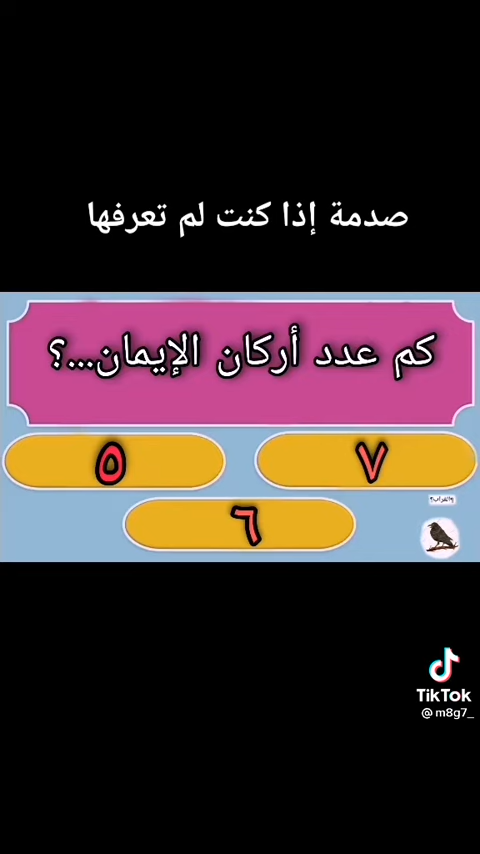 صدمة إذا كنت لم تعرفها
كم عدد أركان الإيمان...؟
٧
٥
٦
TikTok
@m8g7_